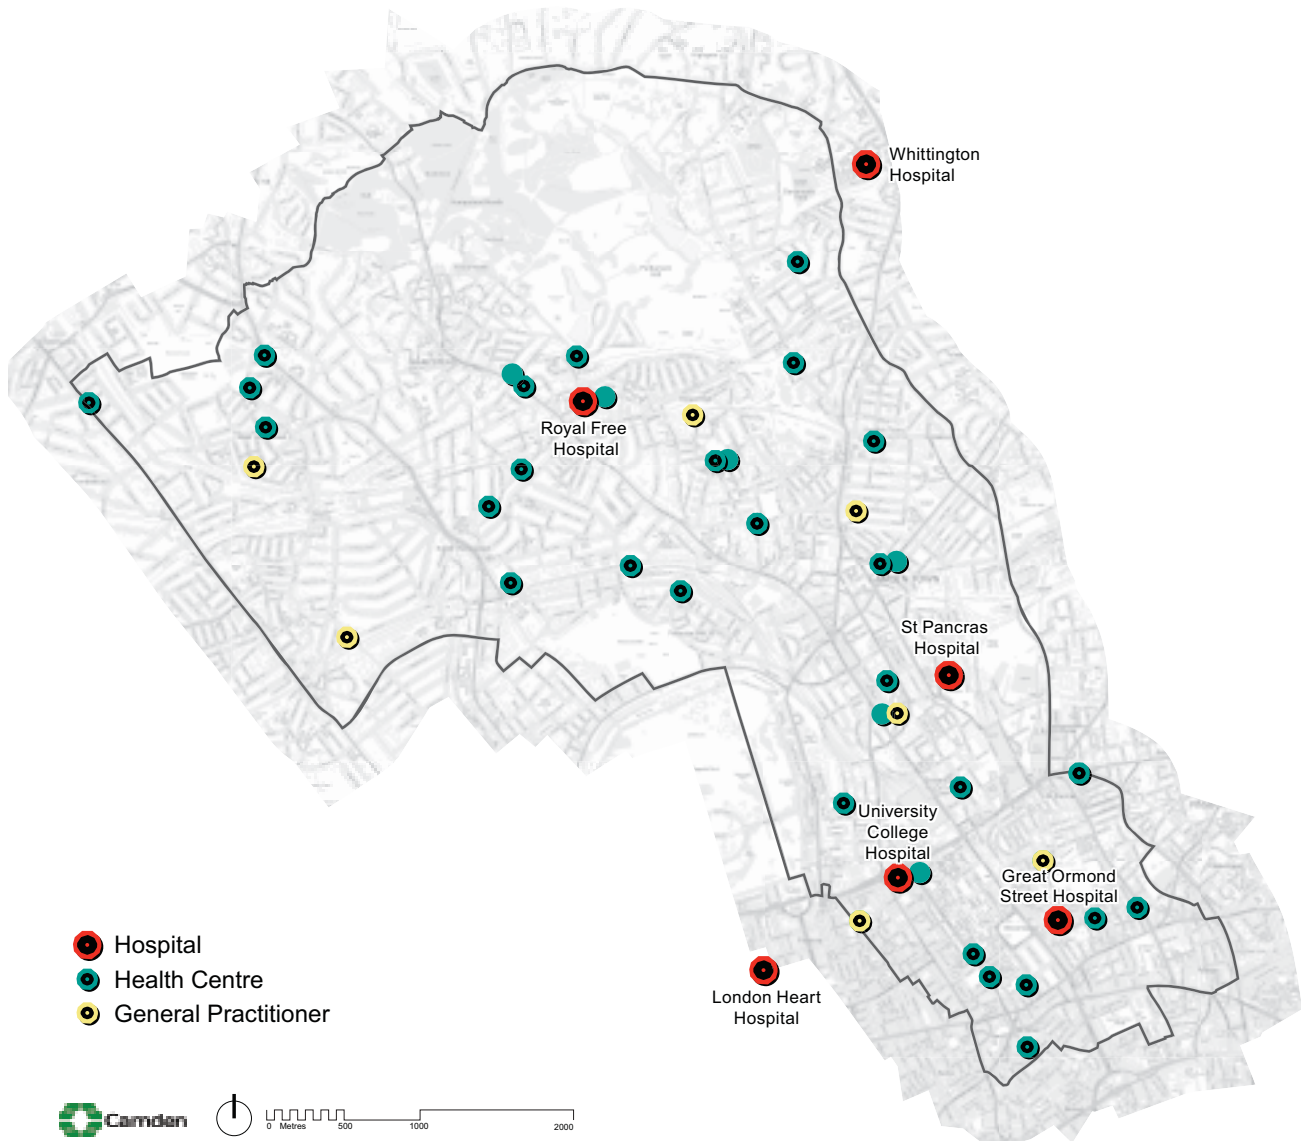 Whittington
Hospital
Royal Free
Hospital
St Pancras
Hospital
University
College
Hospital
Great Ormond
Street Hospital
London Heart
Hospital
Hospital
Health Centre
General Practitioner
Camden
0 Metres 500 1000 2000